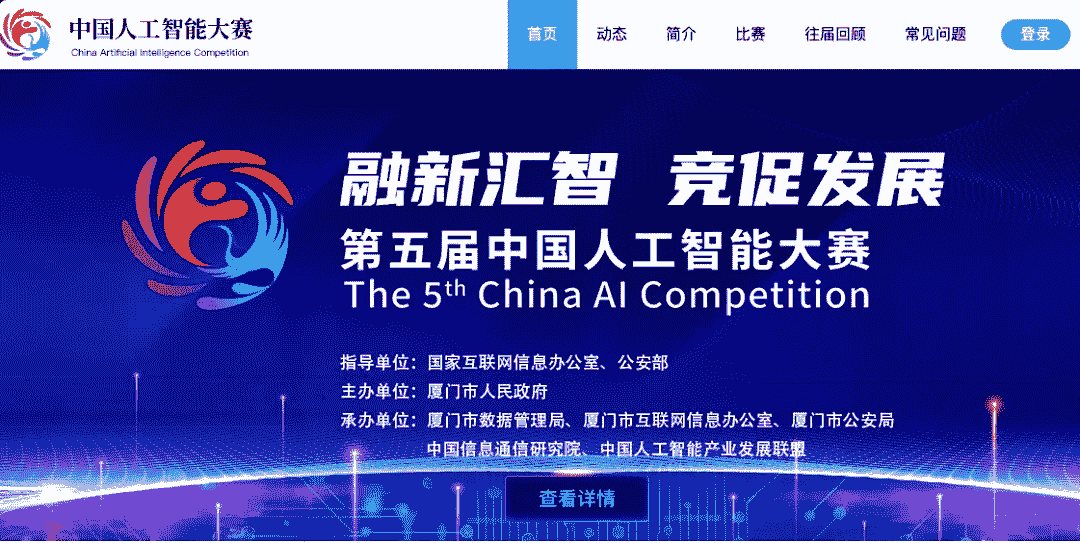 中国人工智能大赛
China Artificial Intelligence Competition
首页 动态 简介 比赛 往届回顾 常见问题 登录
融新汇智 竞促发展
第五届中国人工智能大赛
The 5th China AI Competition
指导单位：国家互联网信息办公室、公安部
主办单位：厦门市人民政府
承办单位：厦门市数据管理局、厦门市互联网信息办公室、厦门市公安局
中国信息通信研究院、中国人工智能产业发展联盟
查看详情